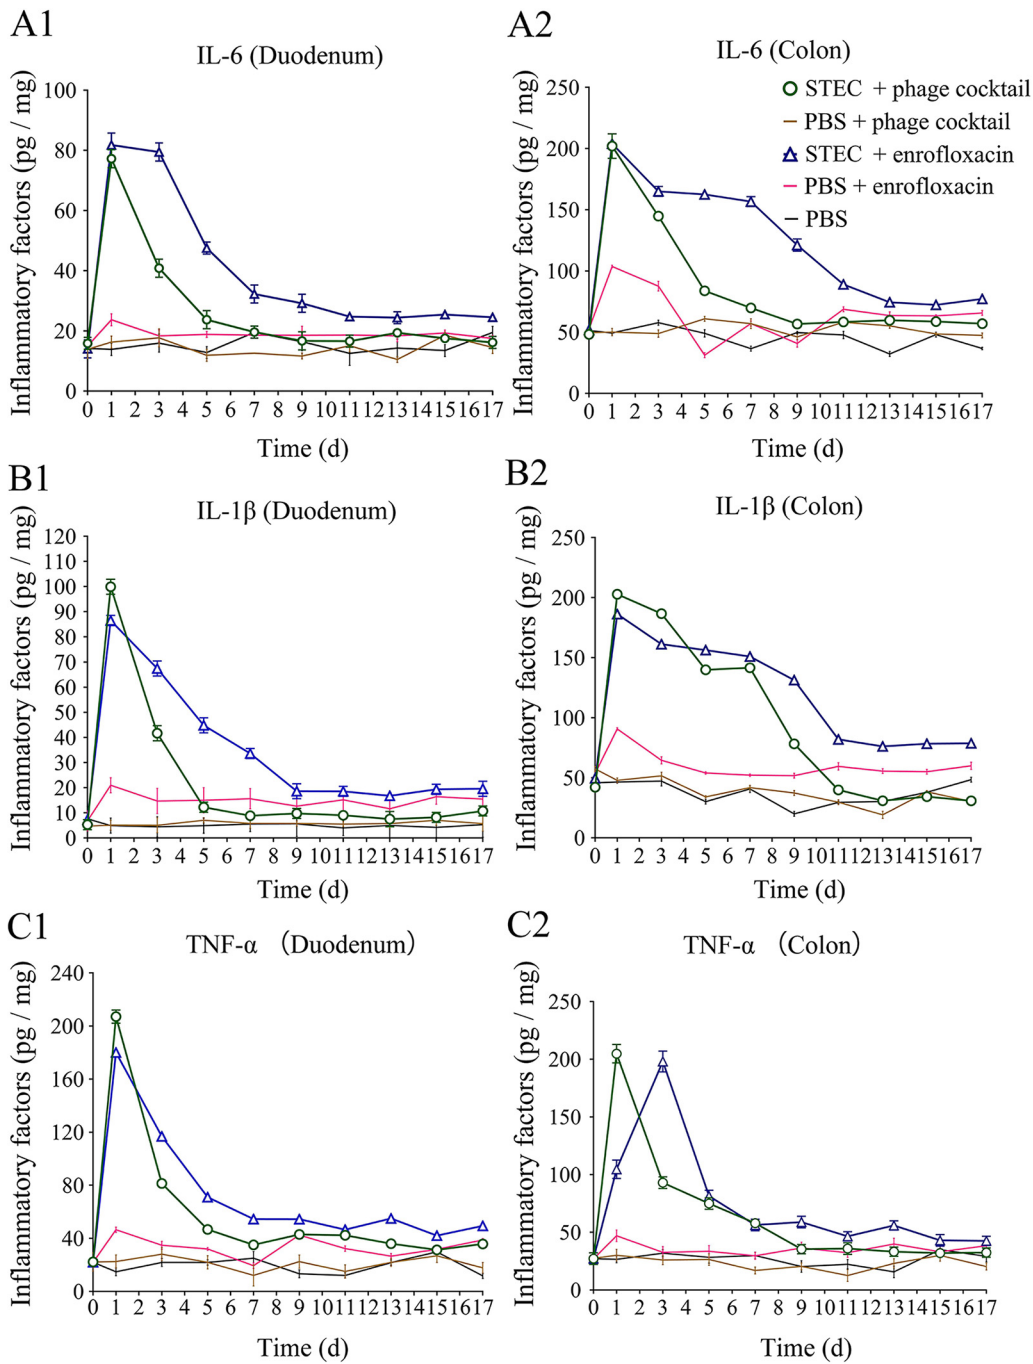 A1
IL-6 (Duodenum)
Inflammatory factors (pg / mg)
100
80
60
40
20
0
0 1 2 3 4 5 6 7 8 9 10 11 12 13 14 15 16 17
Time (d)
A2
IL-6 (Colon)
Inflammatory factors (pg / mg)
250
200
150
100
50
0
0 1 2 3 4 5 6 7 8 9 10 11 12 13 14 15 16 17
Time (d)
STEC + phage cocktail
PBS + phage cocktail
STEC + enrofloxacin
PBS + enrofloxacin
PBS
B1
IL-1β (Duodenum)
Inflammatory factors (pg / mg)
120
110
100
90
80
70
60
50
40
30
20
10
0
0 1 2 3 4 5 6 7 8 9 10 11 12 13 14 15 16 17
Time (d)
B2
IL-1β (Colon)
Inflammatory factors (pg / mg)
250
200
150
100
50
0
0 1 2 3 4 5 6 7 8 9 10 11 12 13 14 15 16 17
Time (d)
C1
TNF-α （Duodenum）
Inflammatory factors (pg / mg)
240
200
160
120
80
40
0
0 1 2 3 4 5 6 7 8 9 10 11 12 13 14 15 16 17
Time (d)
C2
TNF-α （Colon）
Inflammatory factors (pg / mg)
250
200
150
100
50
0
0 1 2 3 4 5 6 7 8 9 10 11 12 13 14 15 16 17
Time (d)